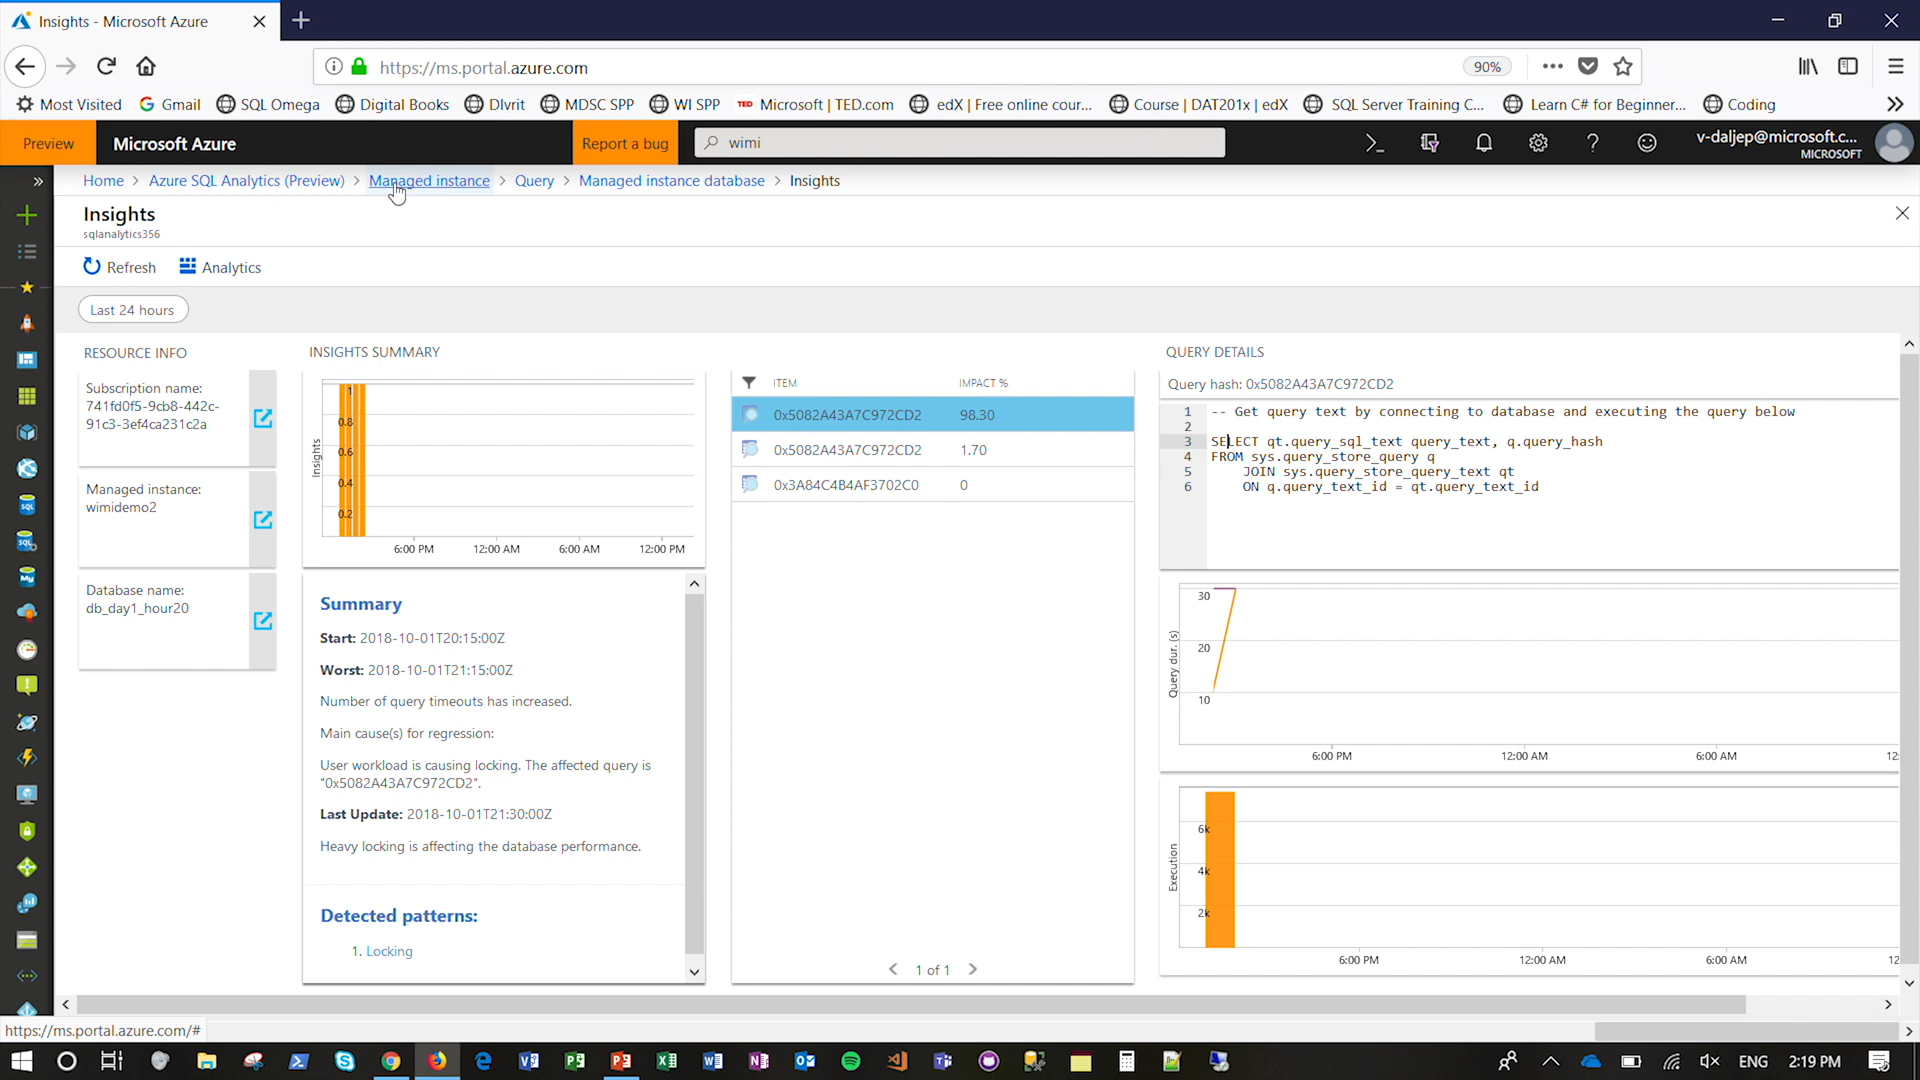 Insights - Microsoft Azure
https://ms.portal.azure.com
90%
Most Visited
Gmail
SQL Omega
Digital Books
DIvrit
MDSC SPP
WI SPP
TED
Microsoft | TED.com
edX | Free online cour...
Course | DAT201x | edX
SQL Server Training C...
Learn C# for Beginner...
Coding
Preview
Microsoft Azure
Report a bug
wimi
v-daljep@microsoft.c...
MICROSOFT
Home > Azure SQL Analytics (Preview) > Managed instance > Query > Managed instance database > Insights
Insights
sqlanalytics356
Refresh
Analytics
Last 24 hours
RESOURCE INFO
Subscription name:
741fd0f5-9cb8-442c-
91c3-3ef4ca231c2a
Managed instance:
wimidemo2
Database name:
db_day1_hour20
INSIGHTS SUMMARY
Insights
1
0.8
0.6
0.4
0.2
6:00 PM
12:00 AM
6:00 AM
12:00 PM
Summary
Start: 2018-10-01T20:15:00Z
Worst: 2018-10-01T21:15:00Z
Number of query timeouts has increased.
Main cause(s) for regression:
User workload is causing locking. The affected query is
"0x5082A43A7C972CD2".
Last Update: 2018-10-01T21:30:00Z
Heavy locking is affecting the database performance.
Detected patterns:
1. Locking
ITEM IMPACT %
0x5082A43A7C972CD2 98.30
0x5082A43A7C972CD2 1.70
0x3A84C4B4AF3702C0 0
1 of 1
QUERY DETAILS
Query hash: 0x5082A43A7C972CD2
1 -- Get query text by connecting to database and executing the query below
2
3 SELECT qt.query_sql_text query_text, q.query_hash
4 FROM sys.query_store_query q
5 JOIN sys.query_store_query_text qt
6 ON q.query_text_id = qt.query_text_id
Query dur. (s)
30
20
10
6:00 PM
12:00 AM
6:00 AM
12:
Execution
6k
4k
2k
6:00 PM
12:00 AM
6:00 AM
12
https://ms.portal.azure.com/#
ENG
2:19 PM